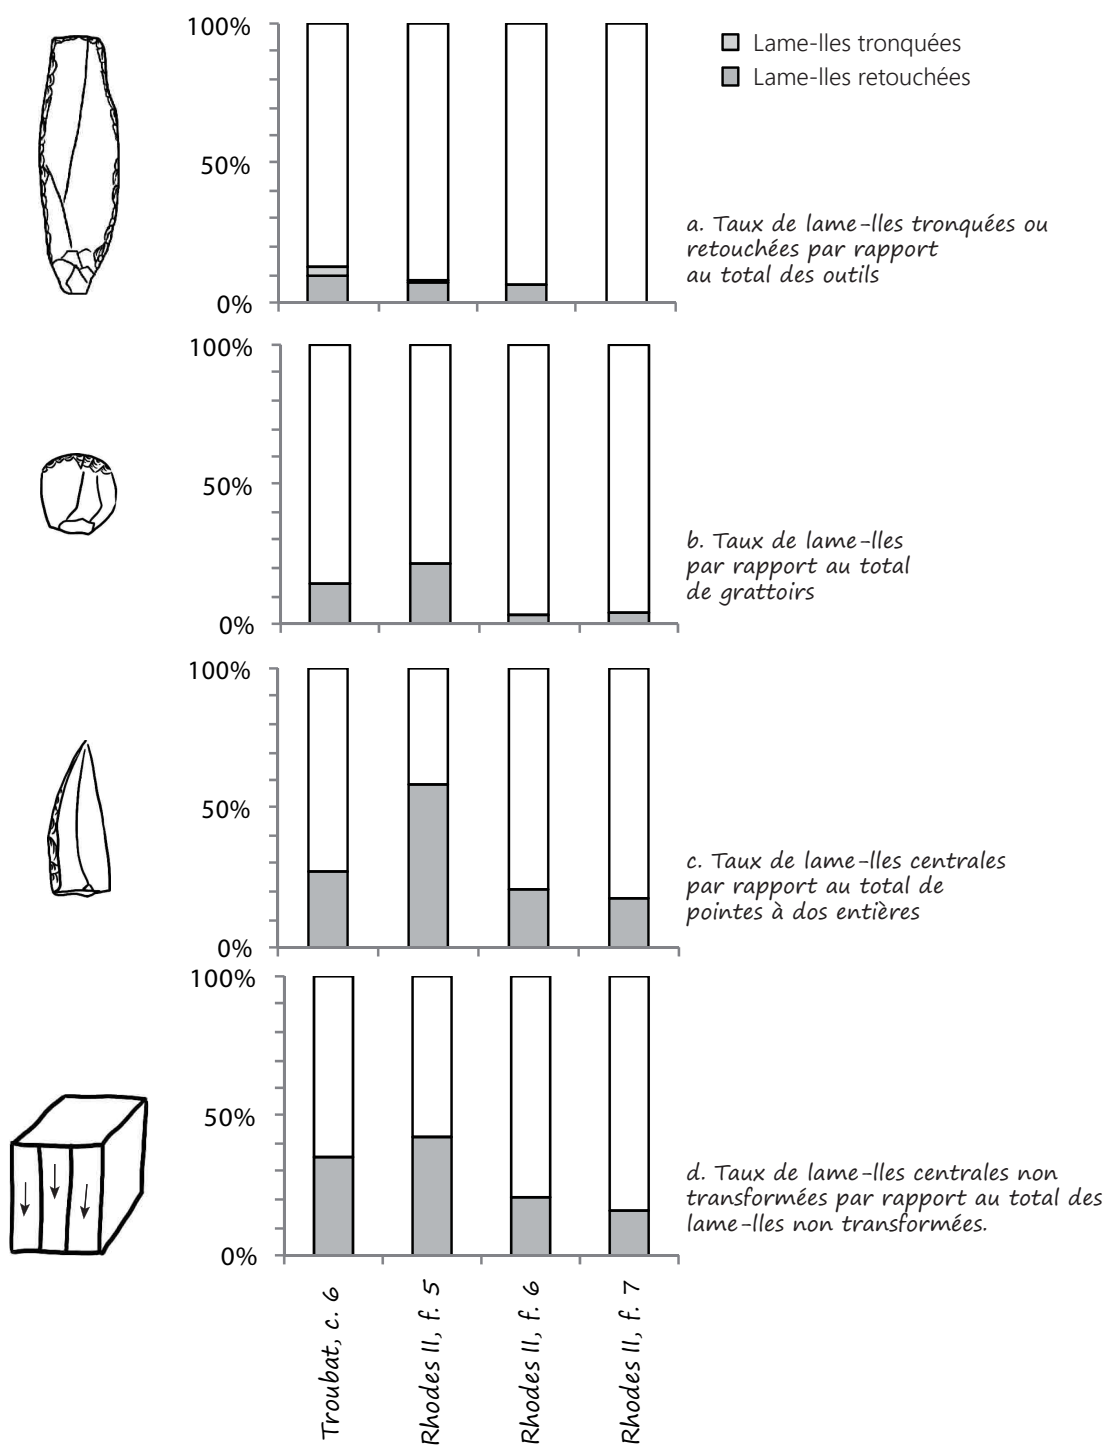 100%
50%
0%
Lame-lles tronquées
Lame-lles retouchées
a. Taux de lame-lles tronquées ou
retouchées par rapport
au total des outils
100%
50%
0%
b. Taux de lame-lles
par rapport au total
de grattoirs
100%
50%
0%
c. Taux de lame-lles centrales
par rapport au total de
pointes à dos entières
100%
50%
0%
d. Taux de lame-lles centrales non
transformées par rapport au total des
lame-lles non transformées.
Troubat, c. 6
Rhodes II, f. 5
Rhodes II, f. 6
Rhodes II, f. 7